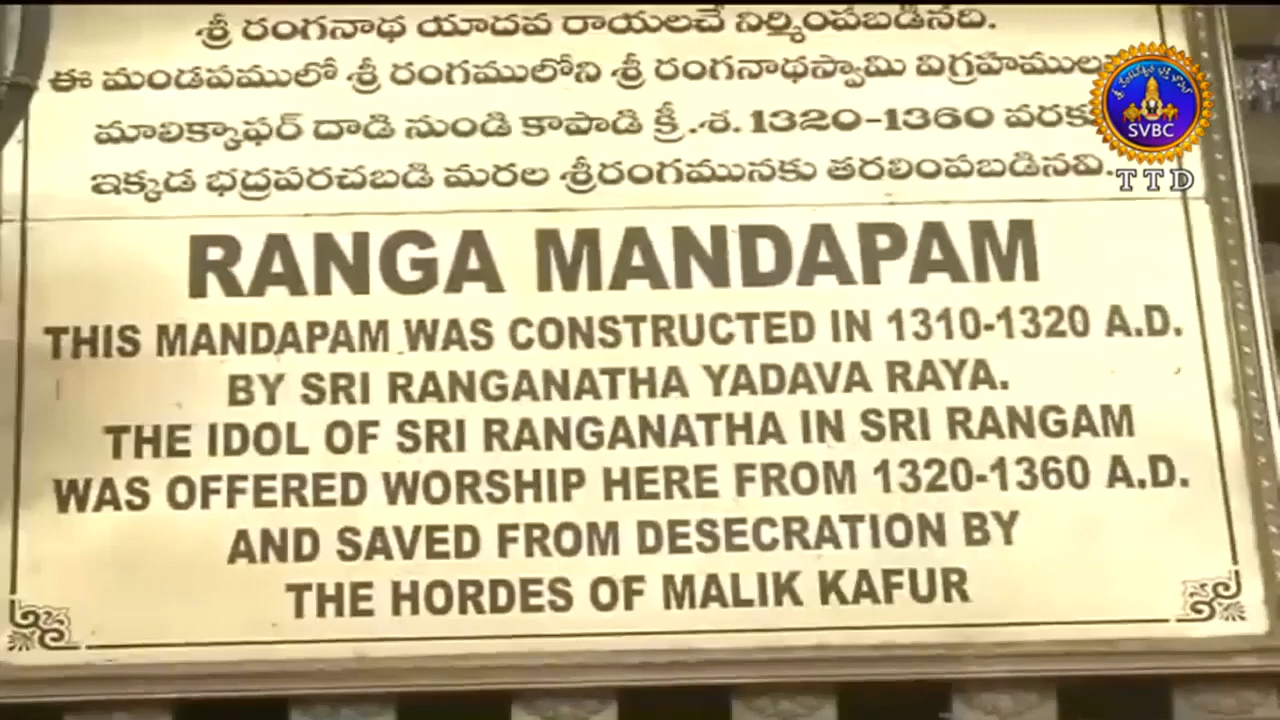 శ్రీ రంగనాథ యాదవ రాయలచే నిర్మింపబడినది.
ఈ మండపములో శ్రీ రంగములోని శ్రీ రంగనాథస్వామి విగ్రహముల
మాలిక్కాఫర్ దాడి నుండి కాపాడి క్రీ.శ. 1320-1360 వరకు
ఇక్కడ భద్రపరచబడి మరల శ్రీరంగమునకు తరలింపబడినవి.
SVBC
TTD
RANGA MANDAPAM
THIS MANDAPAM WAS CONSTRUCTED IN 1310-1320 A.D.
BY SRI RANGANATHA YADAVA RAYA.
THE IDOL OF SRI RANGANATHA IN SRI RANGAM
WAS OFFERED WORSHIP HERE FROM 1320-1360 A.D.
AND SAVED FROM DESECRATION BY
THE HORDES OF MALIK KAFUR